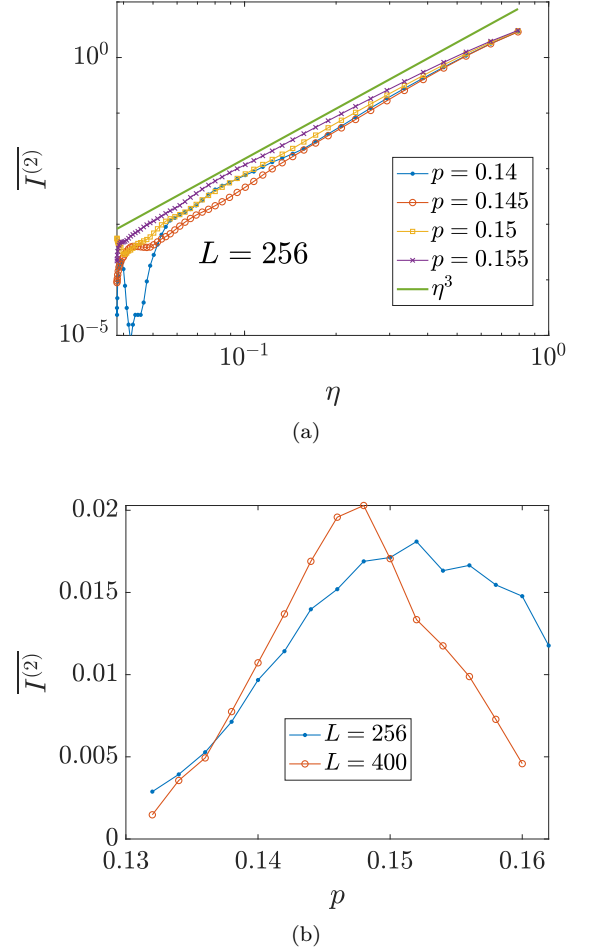 10^0
10^{-5}
\overline{I^{(2)}}
L = 256
p = 0.14
p = 0.145
p = 0.15
p = 0.155
η^3
10^{-1}
10^0
η
(a)
0.02
0.015
0.01
0.005
0
\overline{I^{(2)}}
L = 256
L = 400
0.13
0.14
0.15
0.16
p
(b)